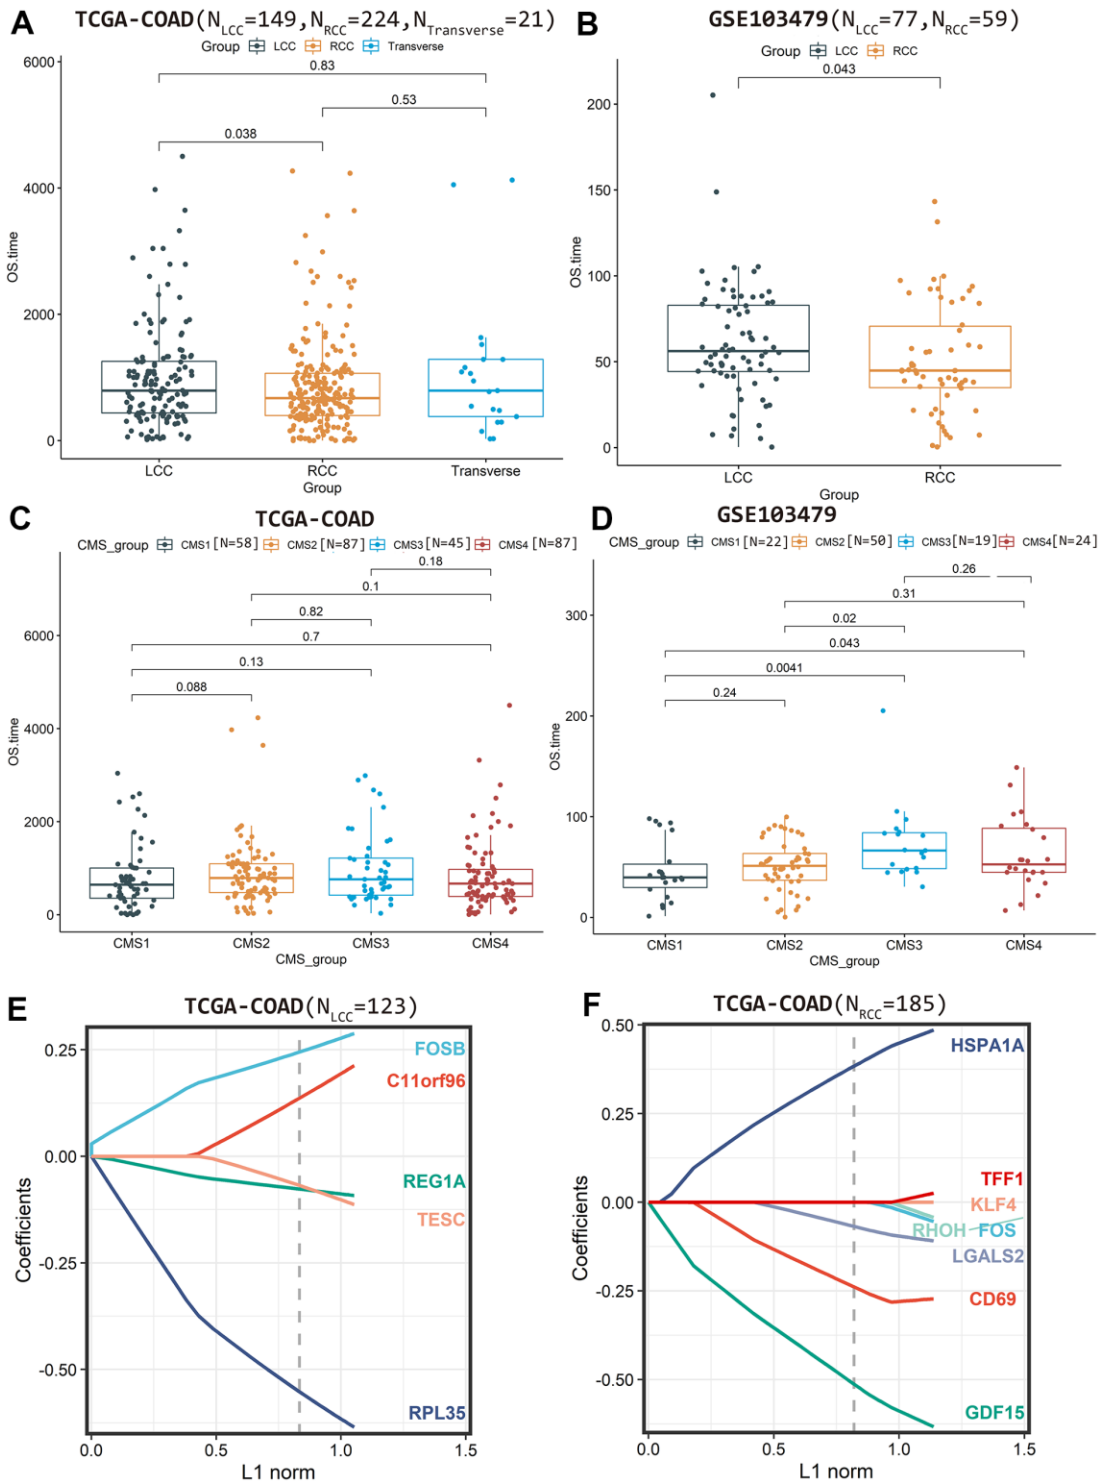 A
TCGA-COAD(N_LCC=149,N_RCC=224,N_Transverse=21)
Group LCC RCC Transverse
6000
4000
2000
0
OS.time
0.83
0.53
0.038
LCC RCC Transverse
Group
B
GSE103479(N_LCC=77,N_RCC=59)
Group LCC RCC
0.043
200
150
100
50
0
OS.time
LCC RCC
Group
C
TCGA-COAD
CMS_group CMS1[N=58] CMS2[N=87] CMS3[N=45] CMS4[N=87]
0.18
0.1
0.82
0.7
0.13
0.088
6000
4000
2000
0
OS.time
CMS1 CMS2 CMS3 CMS4
CMS_group
D
GSE103479
CMS_group CMS1[N=22] CMS2[N=50] CMS3[N=19] CMS4[N=24]
0.26
0.31
0.02
0.043
0.0041
0.24
300
200
100
0
OS.time
CMS1 CMS2 CMS3 CMS4
CMS_group
E
TCGA-COAD(N_LCC=123)
0.25
0.00
-0.25
-0.50
Coefficients
FOSB
C11orf96
REG1A
TESC
RPL35
0.0 0.5 1.0 1.5
L1 norm
F
TCGA-COAD(N_RCC=185)
0.50
0.25
0.00
-0.25
-0.50
Coefficients
HSPA1A
TFF1
KLF4
RHOH FOS
LGALS2
CD69
GDF15
0.0 0.5 1.0 1.5
L1 norm